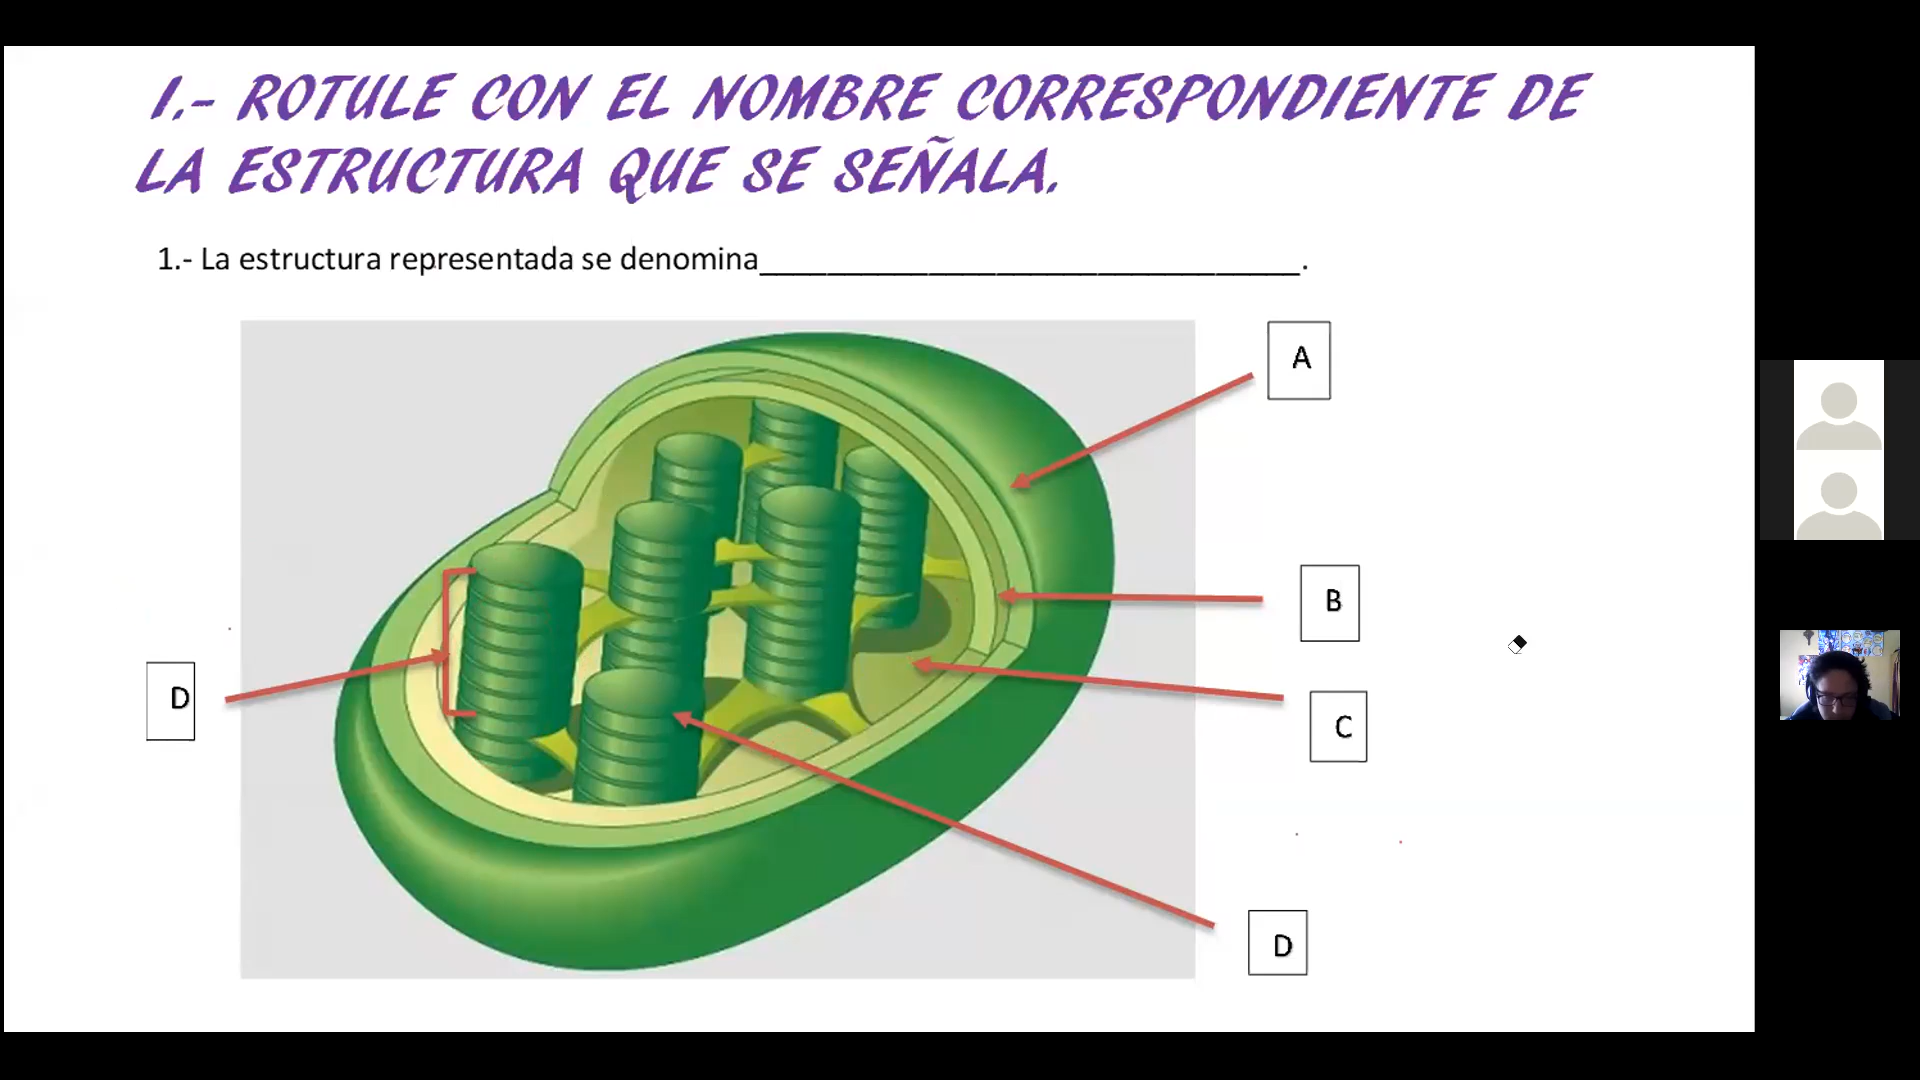 1.- ROTULE CON EL NOMBRE CORRESPONDIENTE DE
LA ESTRUCTURA QUE SE SEÑALA.
1.- La estructura representada se denomina________________________________.
A
B
D
C
D